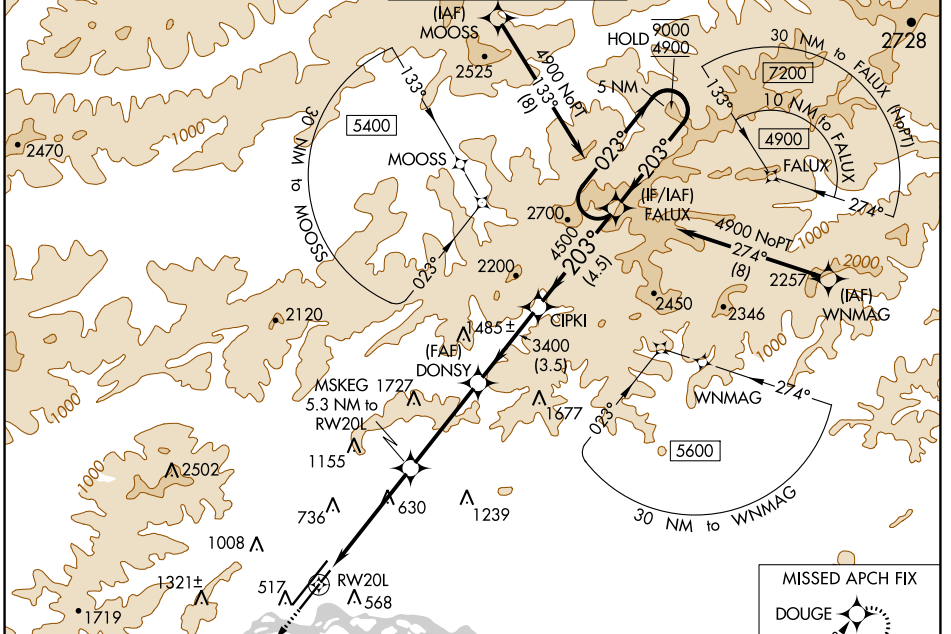 (IAF)
MOOSS
2525
4900 NoPT
133°
(8)
HOLD
9000
4900
5 NM
023°
203°
30 NM to FALUX (NoPT)
7200
133°
10 NM to FALUX
4900
FALUX
274°
2728
1000
2470
133°
5400
MOOSS
30 NM to MOOSS
023°
(IF/IAF)
FALUX
2700
4500
203°
(4.5)
4900 NoPT
274°
(8)
1000
2000
2257
(IAF)
WNMAG
2200
2450
2346
1000
2120
1485±
CIPKI
3400
(3.5)
(FAF)
DONSY
MSKEG
5.3 NM to
RW20L
1727
1677
1000
WNMAG
274°
023°
5600
30 NM to WNMAG
1155
1000
2502
736
630
1239
1008
1321±
517
RW20L
568
1719
MISSED APCH FIX
DOUGE